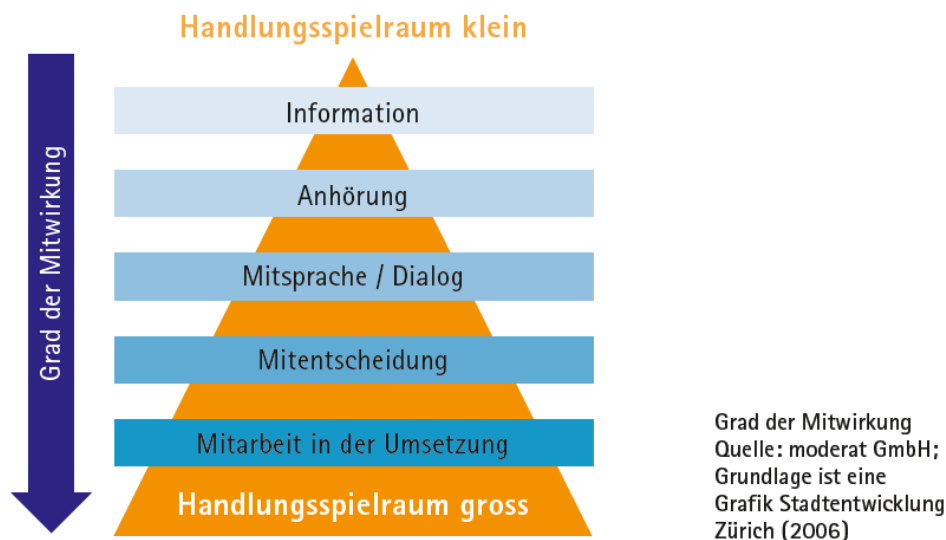 Handlungsspielraum klein
Grad der Mitwirkung
Information
Anhörung
Mitsprache / Dialog
Mitentscheidung
Mitarbeit in der Umsetzung
Handlungsspielraum gross
Grad der Mitwirkung
Quelle: moderat GmbH;
Grundlage ist eine
Grafik Stadtentwicklung
Zürich (2006)